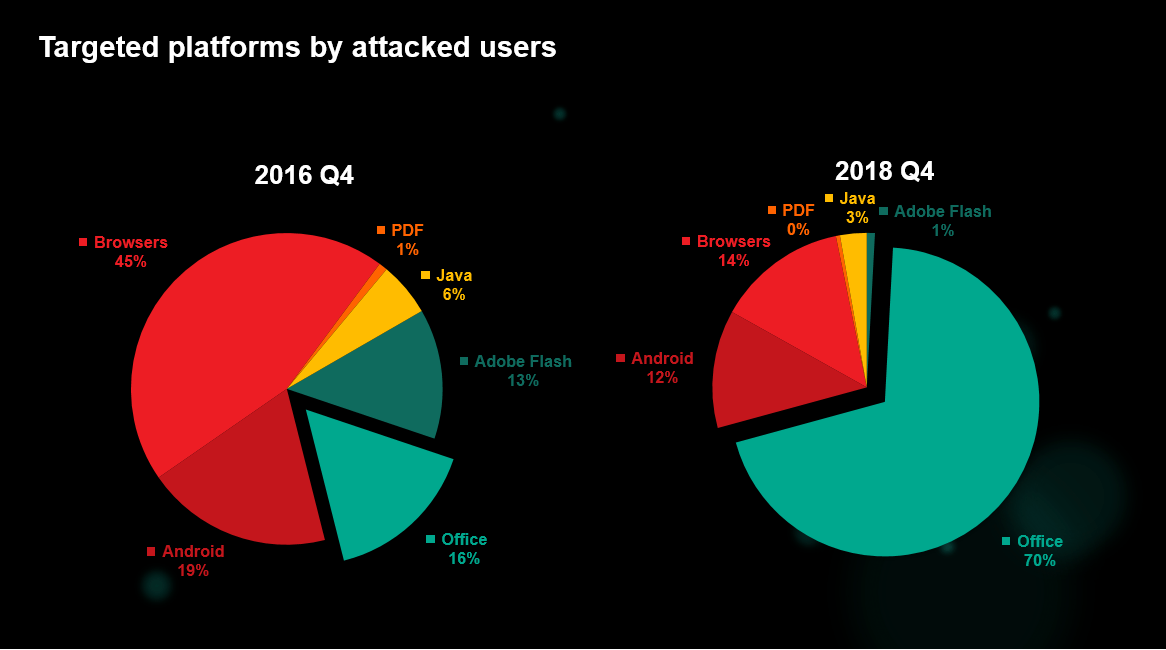 Targeted platforms by attacked users
2016 Q4
Browsers
45%
PDF
1%
Java
6%
Adobe Flash
13%
Office
16%
Android
19%
2018 Q4
Java
3%
PDF
0%
Adobe Flash
1%
Browsers
14%
Android
12%
Office
70%